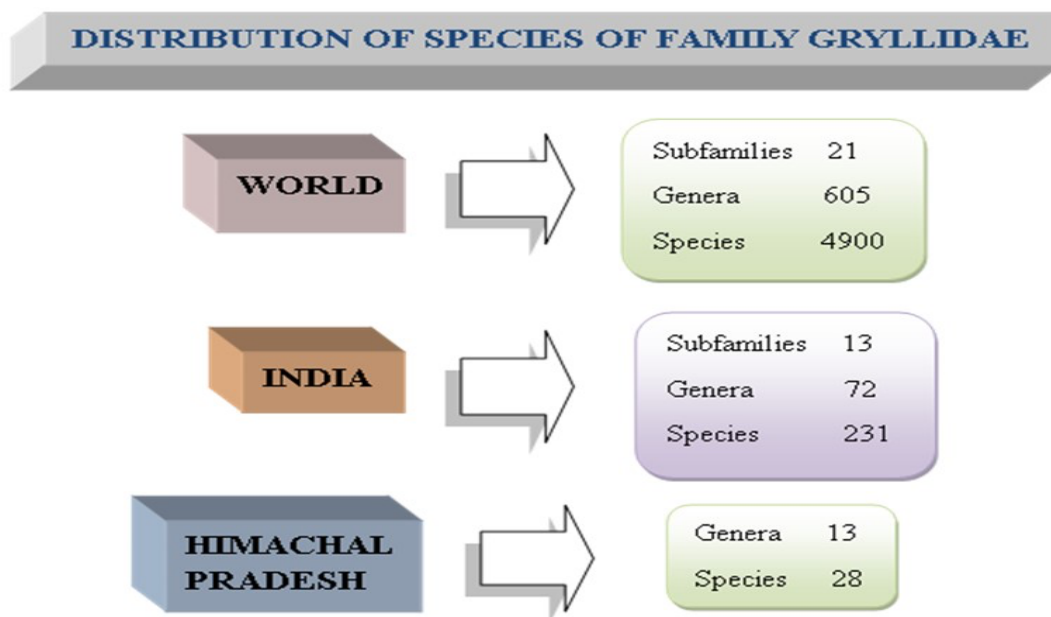 DISTRIBUTION OF SPECIES OF FAMILY GRYLLIDAE
WORLD
Subfamilies 21
Genera 605
Species 4900
INDIA
Subfamilies 13
Genera 72
Species 231
HIMACHAL
PRADESH
Genera 13
Species 28